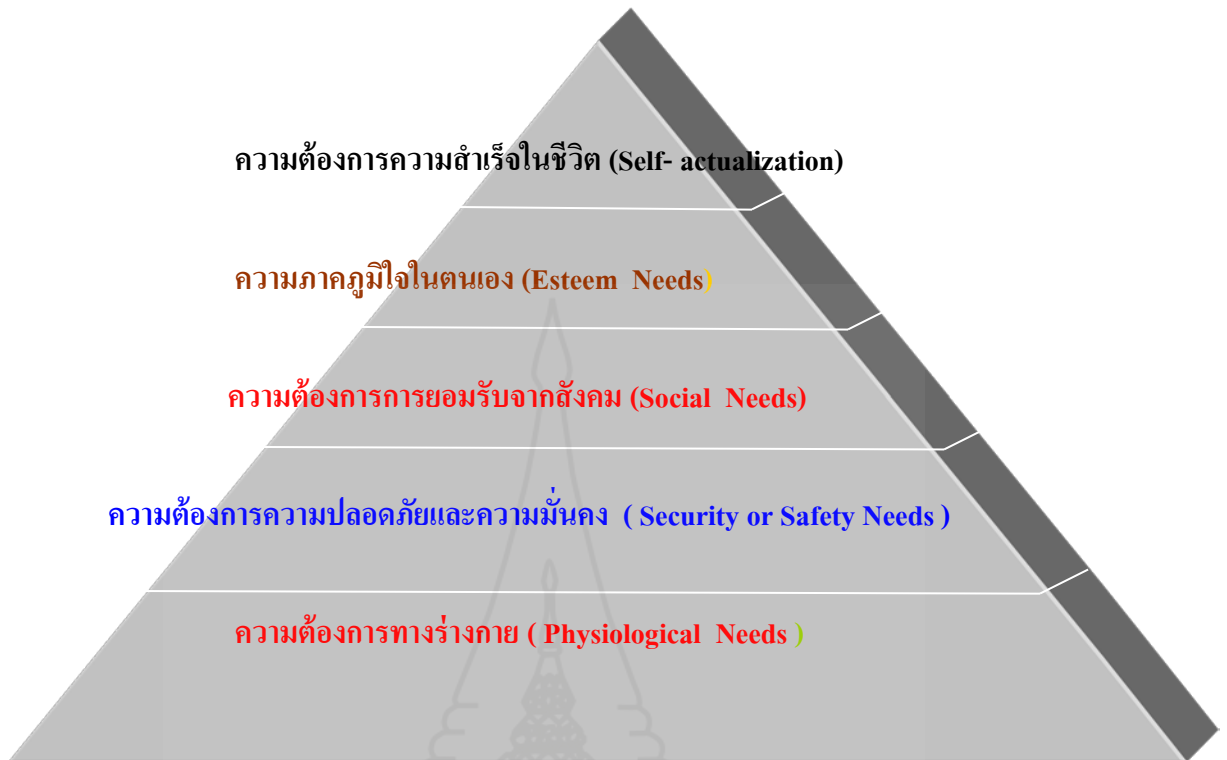 ความต้องการความสำเร็จในชีวิต (Self- actualization)
ความภาคภูมิใจในตนเอง (Esteem Needs)
ความต้องการการยอมรับจากสังคม (Social Needs)
ความต้องการความปลอดภัยและความมั่นคง ( Security or Safety Needs )
ความต้องการทางร่างกาย ( Physiological Needs )